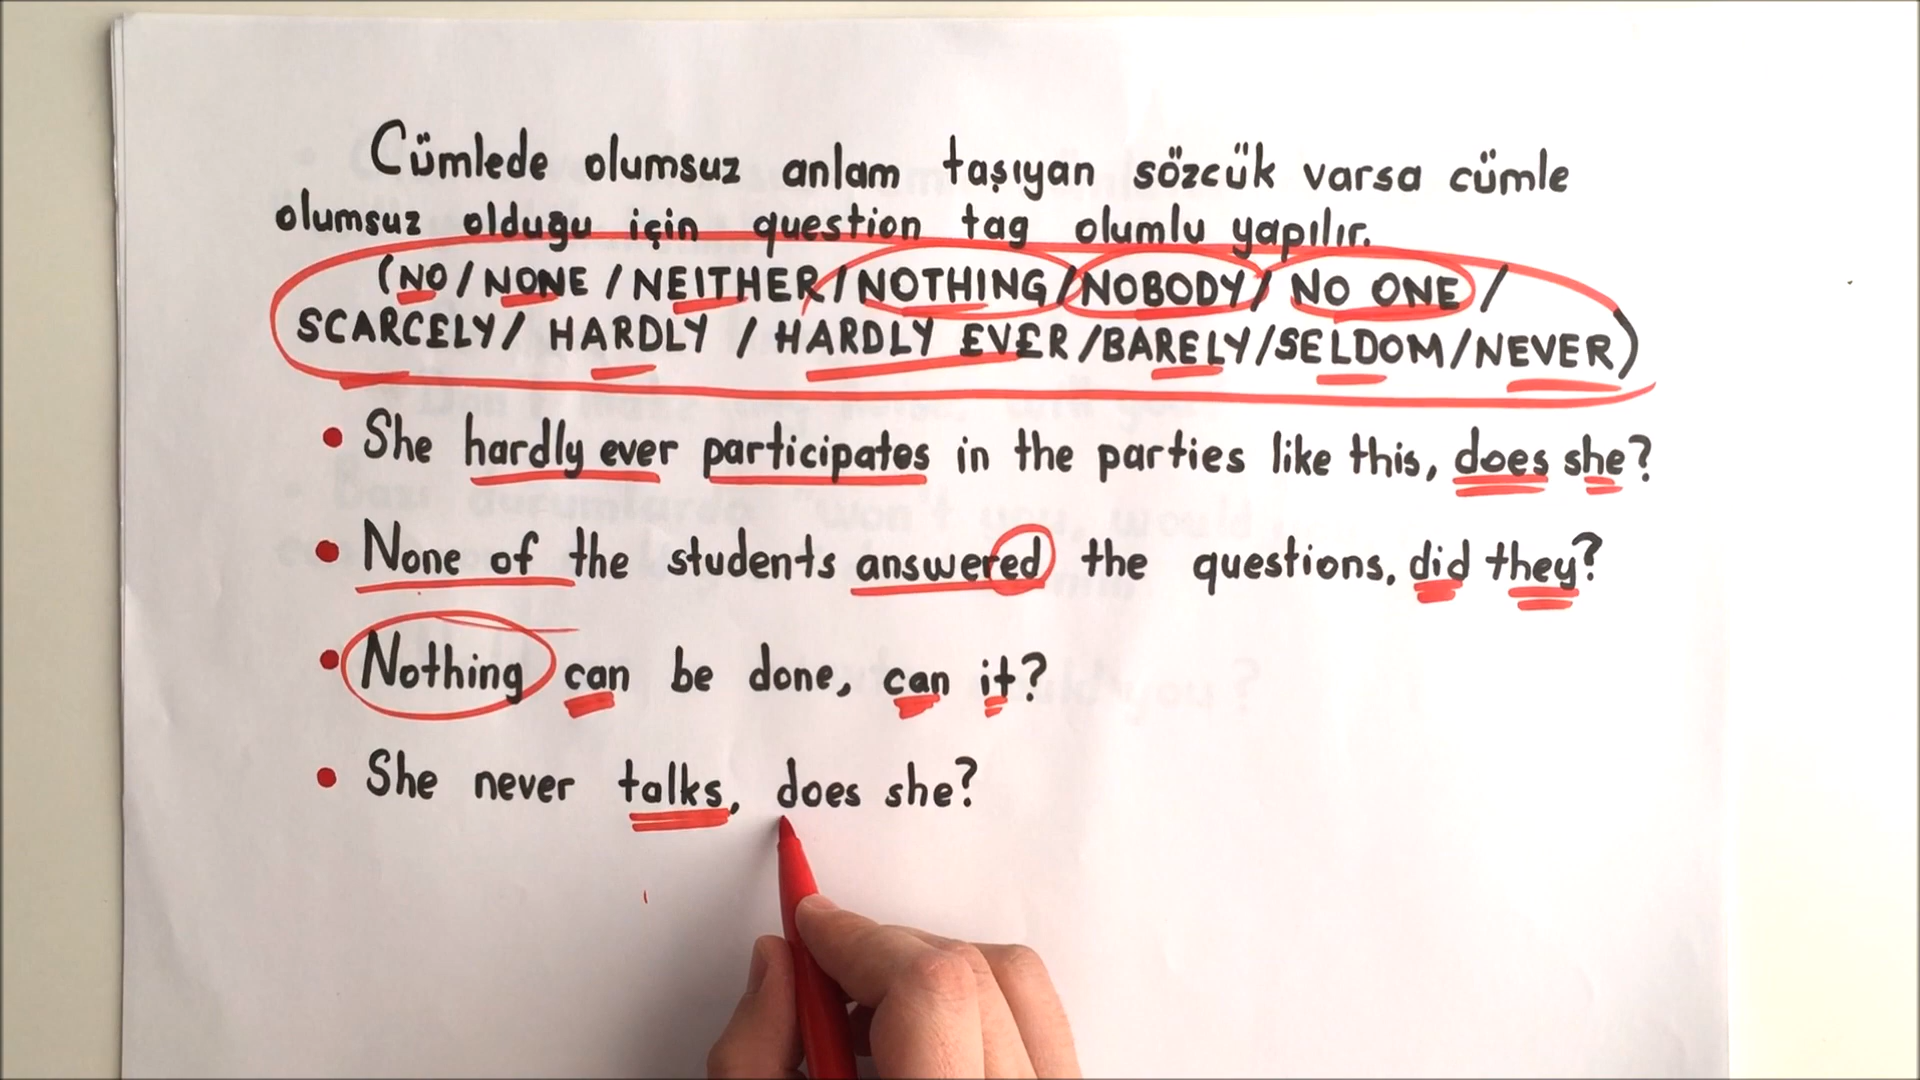 Cümlede olumsuz anlam taşıyan sözcük varsa cümle
olumsuz olduğu için question tag olumlu yapılır.
(NO / NONE / NEITHER / NOTHING / NOBODY / NO ONE /
SCARCELY / HARDLY / HARDLY EVER / BARELY / SELDOM / NEVER)
• She hardly ever participates in the parties like this, does she?
• None of the students answered the questions, did they?
• Nothing can be done, can it?
• She never talks, does she?